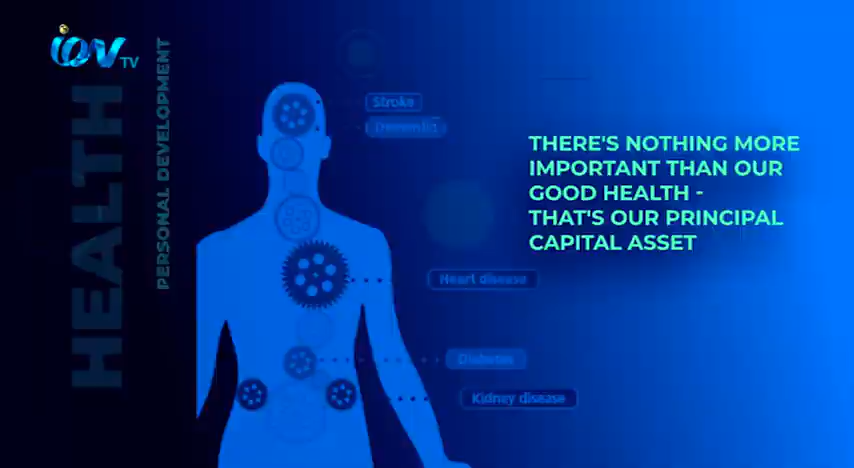 iov TV
HEALTH
PERSONAL DEVELOPMENT
Stroke
Dementia
THERE'S NOTHING MORE
IMPORTANT THAN OUR
GOOD HEALTH -
THAT'S OUR PRINCIPAL
CAPITAL ASSET
Heart disease
Diabetes
Kidney disease